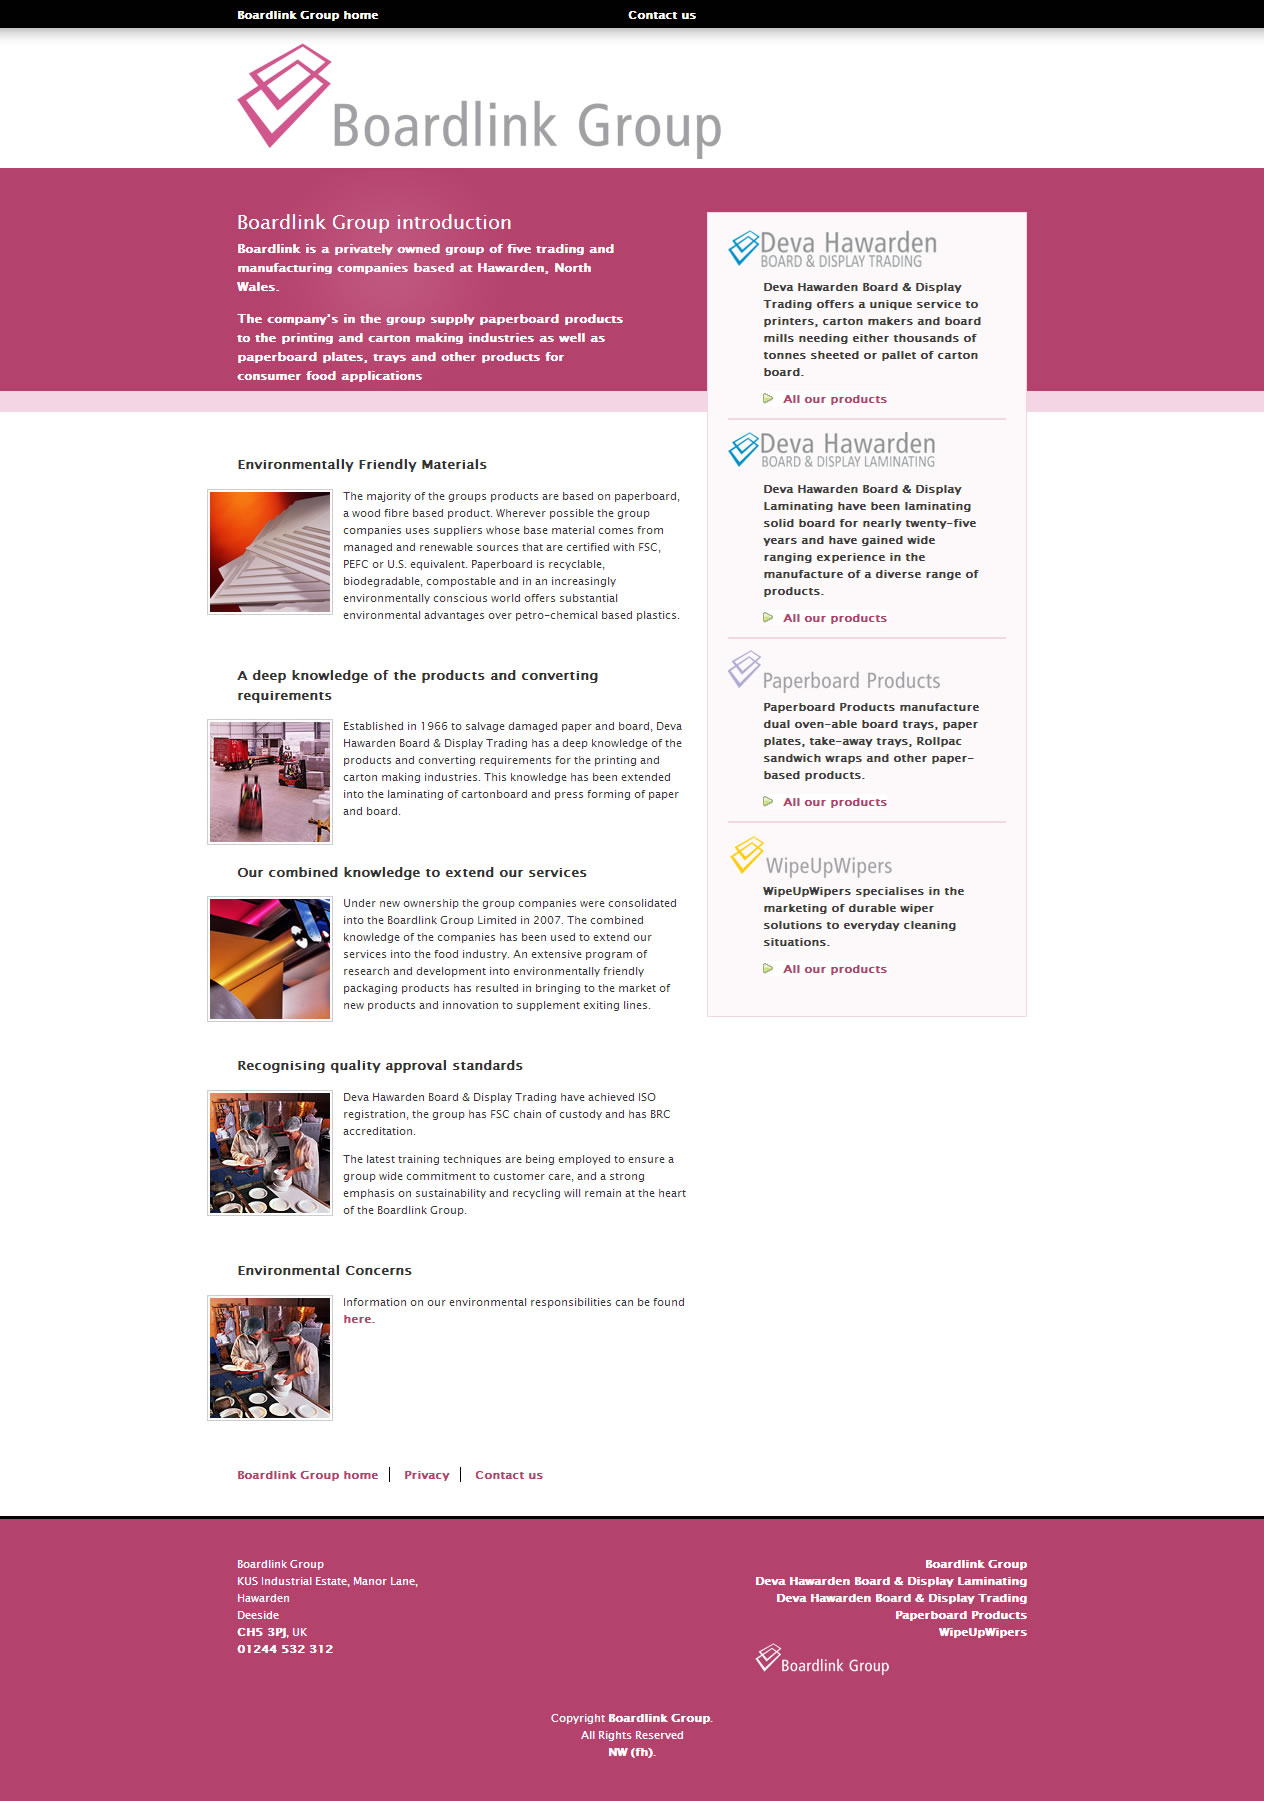 Boardlink Group home
Contact us
Boardlink Group
Boardlink Group introduction
Boardlink is a privately owned group of five trading and
manufacturing companies based at Hawarden, North
Wales.
The company's in the group supply paperboard products
to the printing and carton making industries as well as
paperboard plates, trays and other products for
consumer food applications
Environmentally Friendly Materials
The majority of the groups products are based on paperboard,
a wood fibre based product. Wherever possible the group
companies uses suppliers whose base material comes from
managed and renewable sources that are certified with FSC,
PEFC or U.S. equivalent. Paperboard is recyclable,
biodegradable, compostable and in an increasingly
environmentally conscious world offers substantial
environmental advantages over petro-chemical based plastics.
A deep knowledge of the products and converting
requirements
Established in 1966 to salvage damaged paper and board, Deva
Hawarden Board & Display Trading has a deep knowledge of the
products and converting requirements for the printing and
carton making industries. This knowledge has been extended
into the laminating of cartonboard and press forming of paper
and board.
Our combined knowledge to extend our services
Under new ownership the group companies were consolidated
into the Boardlink Group Limited in 2007. The combined
knowledge of the companies has been used to extend our
services into the food industry. An extensive program of
research and development into environmentally friendly
packaging products has resulted in bringing to the market of
new products and innovation to supplement exiting lines.
Recognising quality approval standards
Deva Hawarden Board & Display Trading have achieved ISO
registration, the group has FSC chain of custody and has BRC
accreditation.
The latest training techniques are being employed to ensure a
group wide commitment to customer care, and a strong
emphasis on sustainability and recycling will remain at the heart
of the Boardlink Group.
Environmental Concerns
Information on our environmental responsibilities can be found
here.
Deva Hawarden
BOARD & DISPLAY TRADING
Deva Hawarden Board & Display
Trading offers a unique service to
printers, carton makers and board
mills needing either thousands of
tonnes sheeted or pallet of carton
board.
All our products
Deva Hawarden
BOARD & DISPLAY LAMINATING
Deva Hawarden Board & Display
Laminating have been laminating
solid board for nearly twenty-five
years and have gained wide
ranging experience in the
manufacture of a diverse range of
products.
All our products
Paperboard Products
Paperboard Products manufacture
dual oven-able board trays, paper
plates, take-away trays, Rollpac
sandwich wraps and other paper-
based products.
All our products
WipeUpWipers
WipeUpWipers specialises in the
marketing of durable wiper
solutions to everyday cleaning
situations.
All our products
Boardlink Group home
Privacy
Contact us
Boardlink Group
KUS Industrial Estate, Manor Lane,
Hawarden
Deeside
CH5 3PJ, UK
01244 532 312
Boardlink Group
Deva Hawarden Board & Display Laminating
Deva Hawarden Board & Display Trading
Paperboard Products
WipeUpWipers
Boardlink Group
Copyright Boardlink Group.
All Rights Reserved
NW (fh).